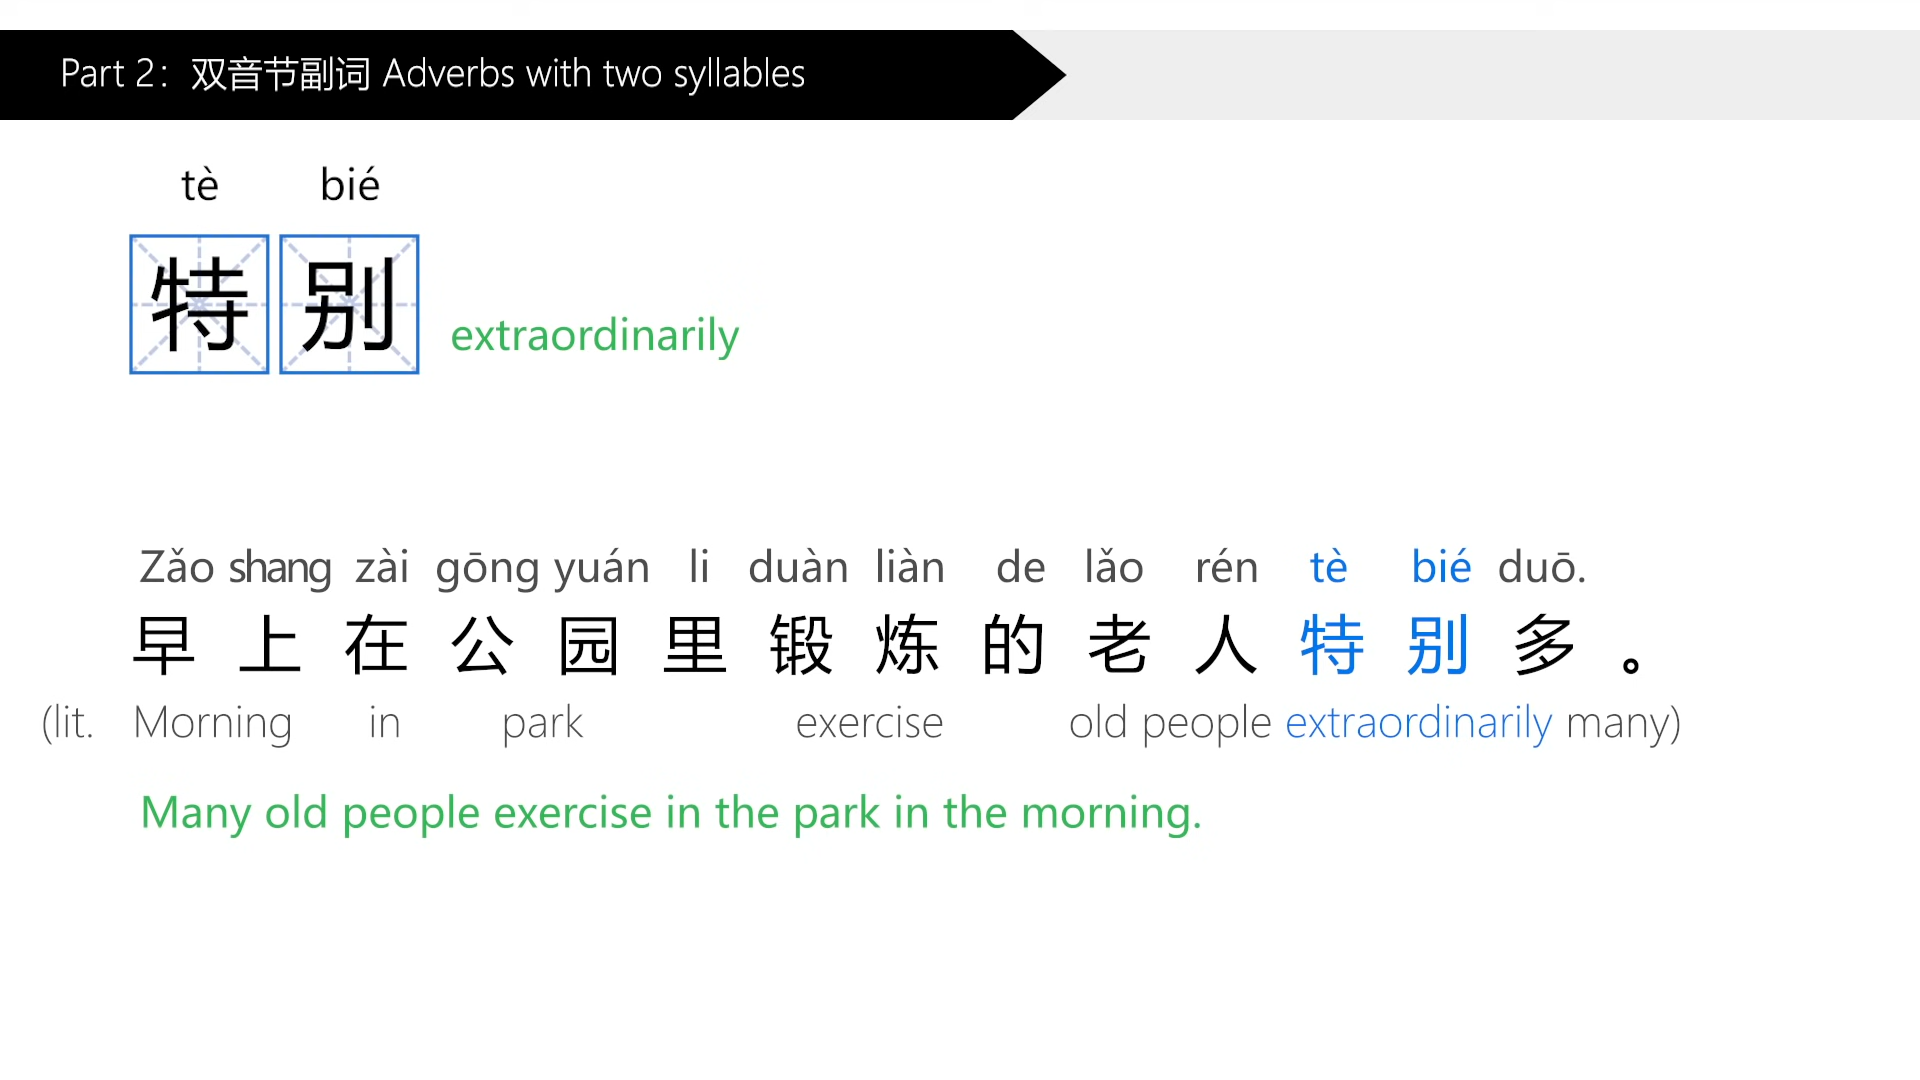 Part 2：双音节副词 Adverbs with two syllables
tè bié
特别 extraordinarily
Zǎo shang zài gōng yuán li duàn liàn de lǎo rén tè bié duō.
早上在公园里锻炼的老人特别多。
(lit. Morning in park exercise old people extraordinarily many)
Many old people exercise in the park in the morning.